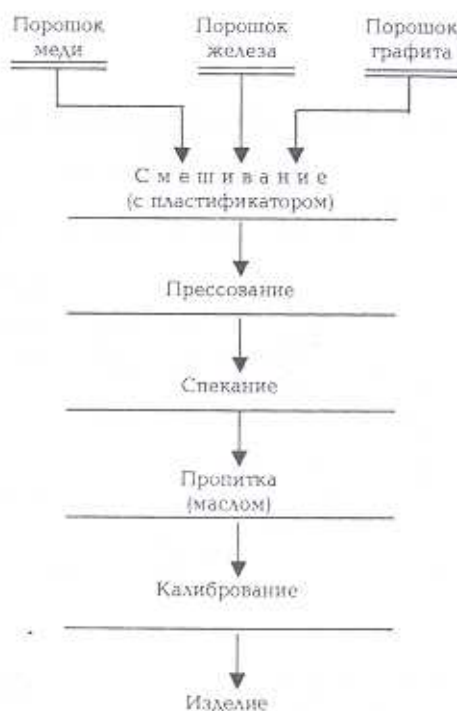 Порошок
меди
Порошок
железа
Порошок
графита
Смешивание
(с пластификатором)
Прессование
Спекание
Пропитка
(маслом)
Калибрование
Изделие